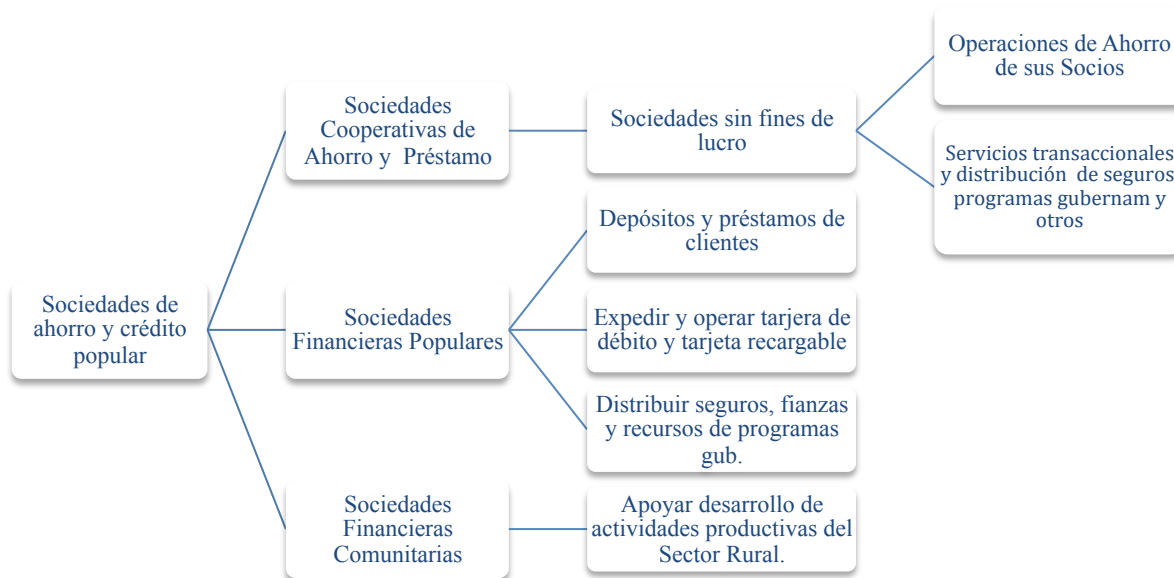 Sociedades de
ahorro y crédito
popular
Sociedades
Cooperativas de
Ahorro y Préstamo
Sociedades sin fines de
lucro
Operaciones de Ahorro
de sus Socios
Servicios transaccionales
y distribución de seguros
programas gubernam y
otros
Sociedades
Financieras Populares
Depósitos y préstamos de
clientes
Expedir y operar tarjera de
débito y tarjeta recargable
Distribuir seguros, fianzas
y recursos de programas
gub.
Sociedades
Financieras
Comunitarias
Apoyar desarrollo de
actividades productivas del
Sector Rural.